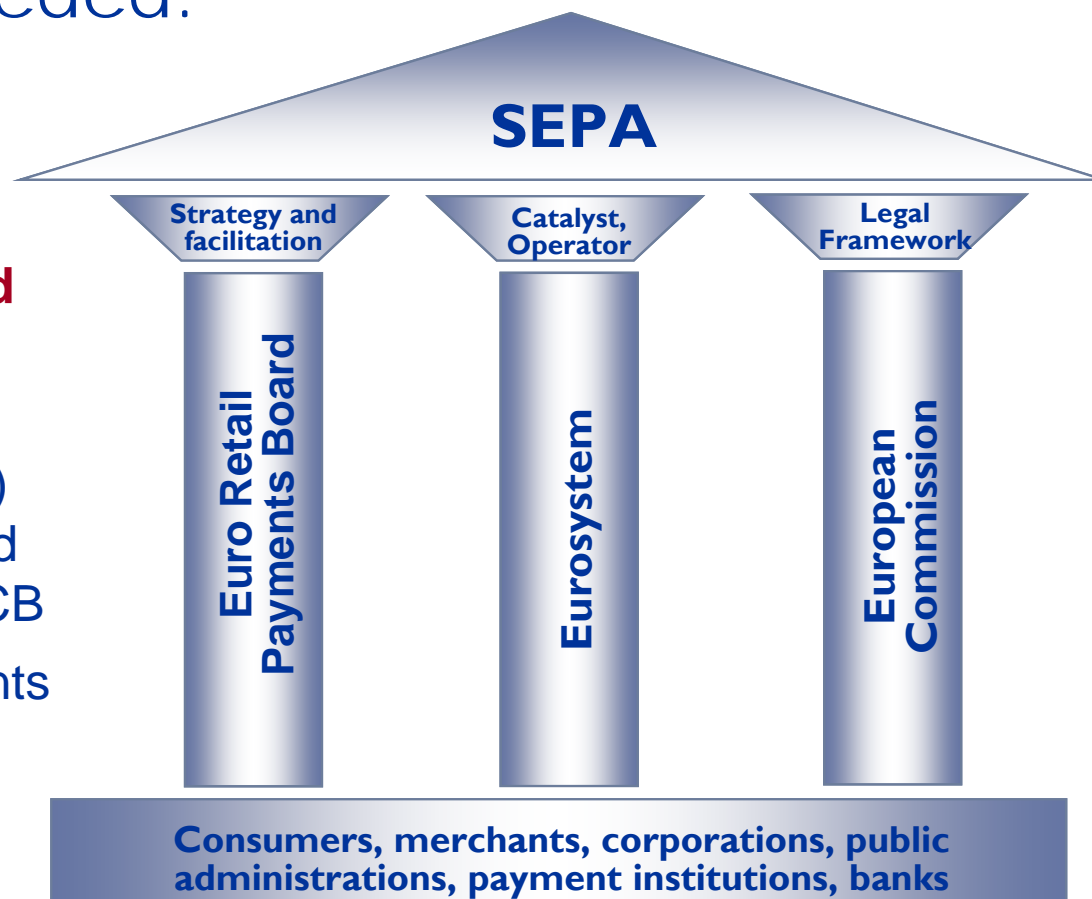 SEPA
Strategy and
facilitation
Catalyst,
Operator
Legal
Framework
Euro Retail
Payments Board
Eurosystem
European
Commission
Consumers, merchants, corporations, public
administrations, payment institutions, banks